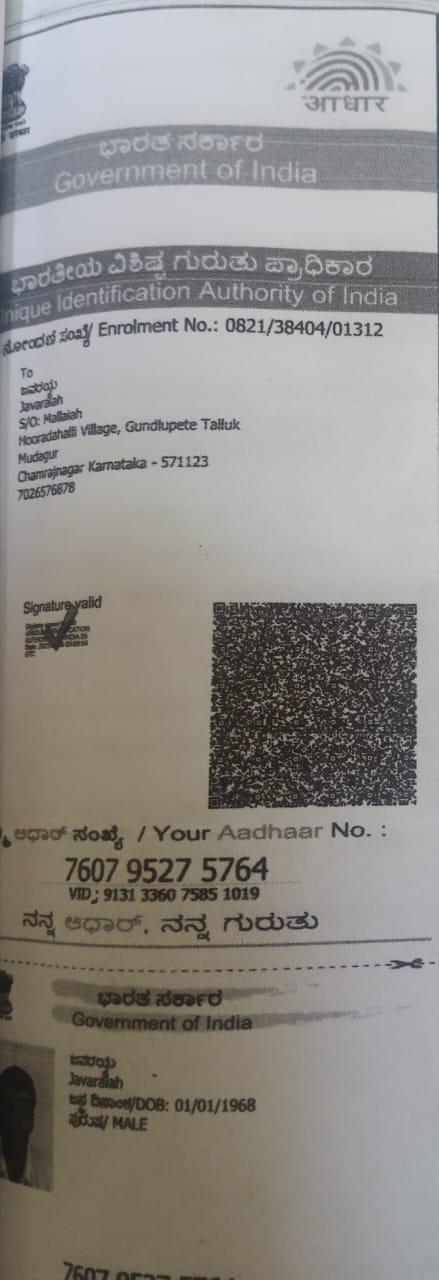 आधार
ಭಾರತ ಸರ್ಕಾರ
Government of India
ಭಾರತೀಯ ವಿಶಿಷ್ಟ ಗುರುತು ಪ್ರಾಧಿಕಾರ
nique Identification Authority of India
ನೋಂದಣಿ ಸಂಖ್ಯೆ/ Enrolment No.: 0821/38404/01312
To
ಜವರಯ್ಯ
Javaraiah
S/O: Mallaiah
Hooradahalli Village, Gundlupete Talluk
Mudagur
Chamrajnagar Karnataka - 571123
7026576878
Signature valid
ಆಧಾರ್ ಸಂಖ್ಯೆ / Your Aadhaar No. :
7607 9527 5764
VID : 9131 3360 7585 1019
ನನ್ನ ಆಧಾರ್, ನನ್ನ ಗುರುತು
ಭಾರತ ಸರ್ಕಾರ
Government of India
ಜವರಯ್ಯ
Javaraiah
ಜನ್ಮ ದಿನಾಂಕ/DOB: 01/01/1968
ಪುರುಷ/ MALE